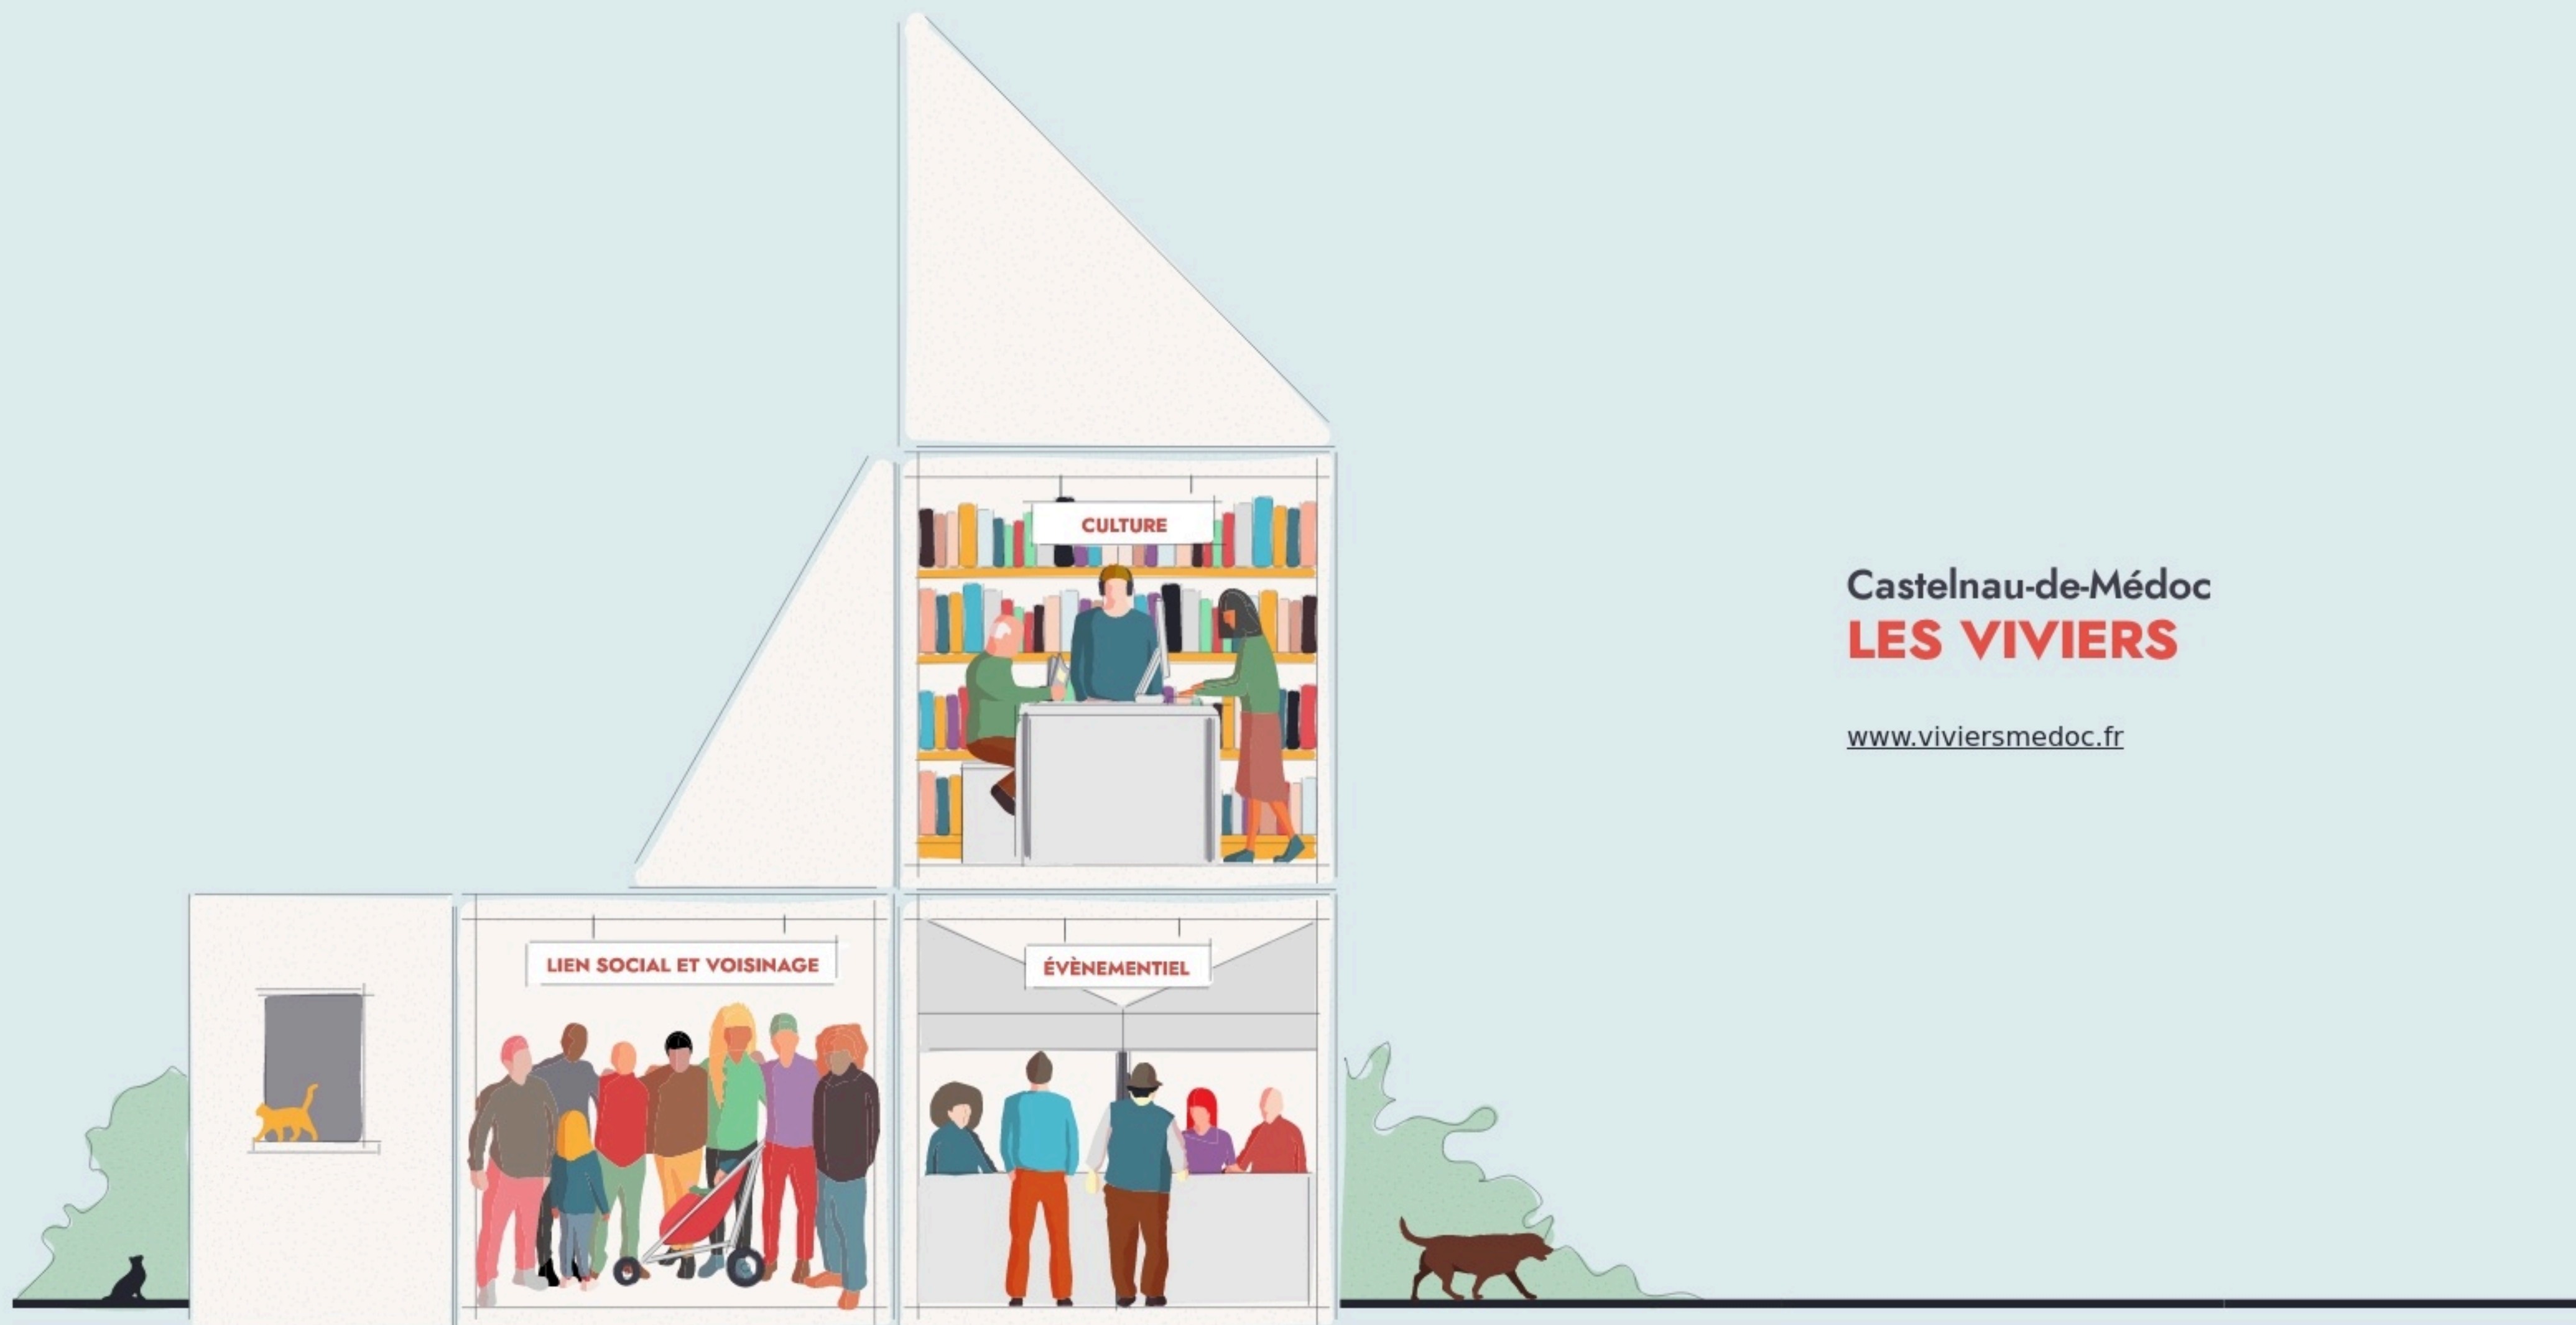 CULTURE
Castelnau-de-Médoc
LES VIVIERS
www.viviersmedoc.fr
LIEN SOCIAL ET VOISINAGE
ÉVÈNEMENTIEL